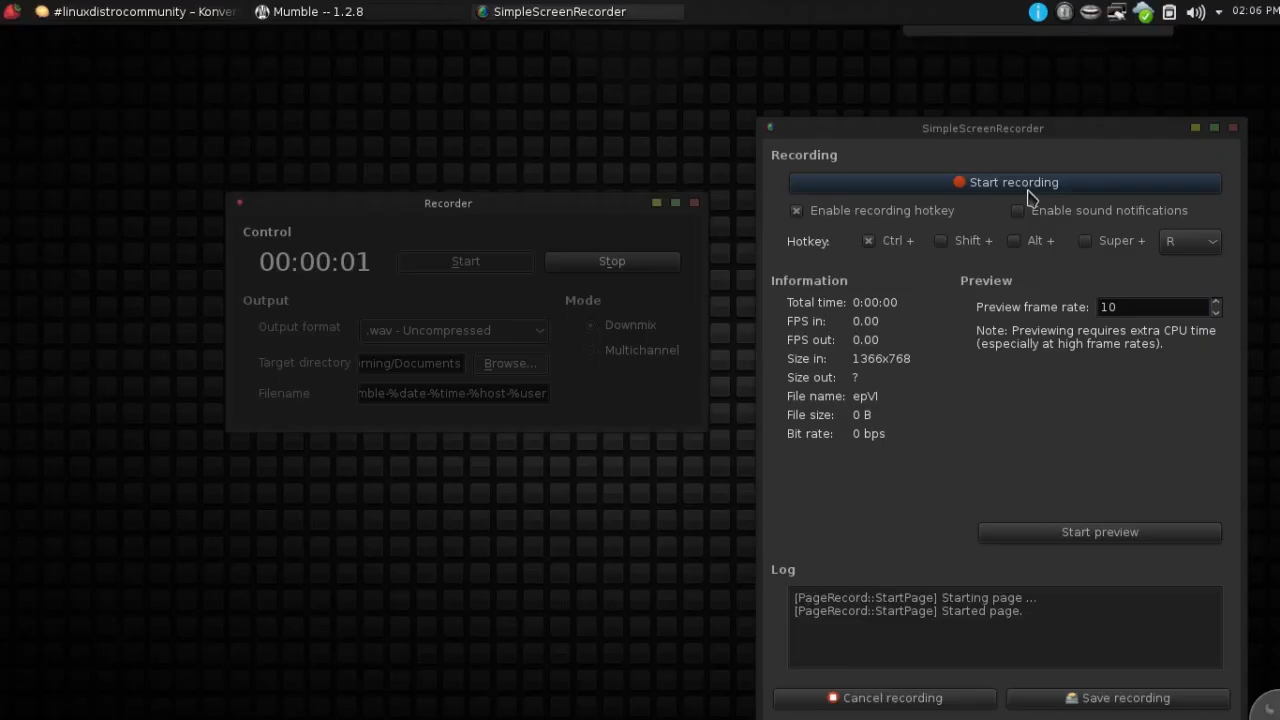 #linuxdistrocommunity – Konver
Mumble -- 1.2.8
SimpleScreenRecorder
02:06 PM
SimpleScreenRecorder
Recording
Start recording
Enable recording hotkey
Enable sound notifications
Hotkey:
Ctrl +
Shift +
Alt +
Super +
R
Information
Total time: 0:00:00
FPS in: 0.00
FPS out: 0.00
Size in: 1366x768
Size out: ?
File name: epVI
File size: 0 B
Bit rate: 0 bps
Preview
Preview frame rate: 10
Note: Previewing requires extra CPU time
(especially at high frame rates).
Start preview
Log
[PageRecord::StartPage] Starting page ...
[PageRecord::StartPage] Started page.
Cancel recording
Save recording
Recorder
Control
00:00:01
Start
Stop
Output
Output format
.wav - Uncompressed
Target directory
rning/Documents
Browse...
Filename
mble-%date-%time-%host-%user
Mode
Downmix
Multichannel